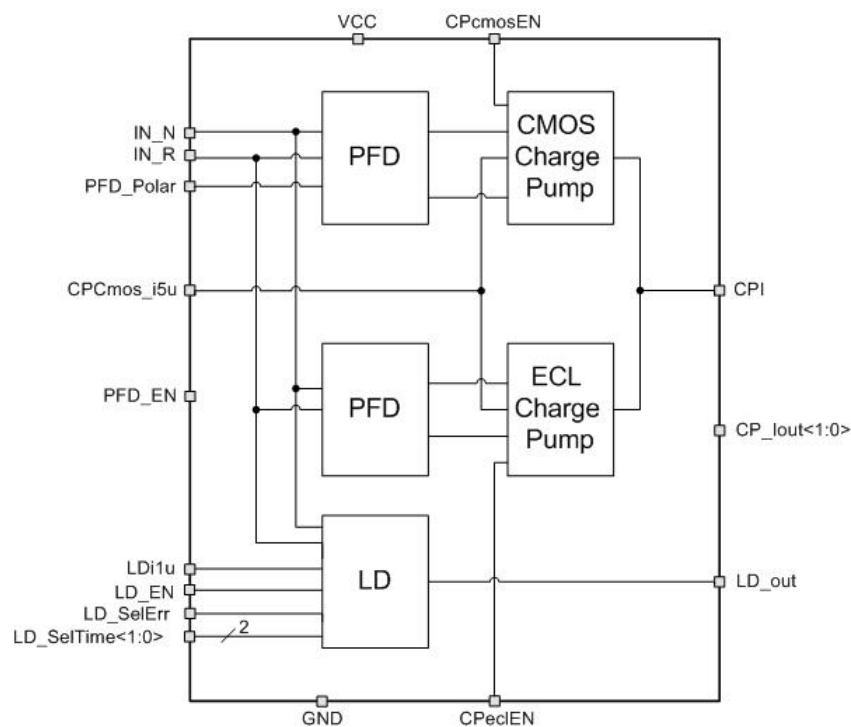 VCC
CPcmosEN
IN_N
IN_R
PFD_Polar
PFD
CMOS
Charge
Pump
CPCmos_i5u
CPI
PFD_EN
PFD
ECL
Charge
Pump
CP_Iout<1:0>
LDi1u
LD_EN
LD_SelErr
LD_SelTime<1:0>
2
LD
LD_out
GND
CPeclEN